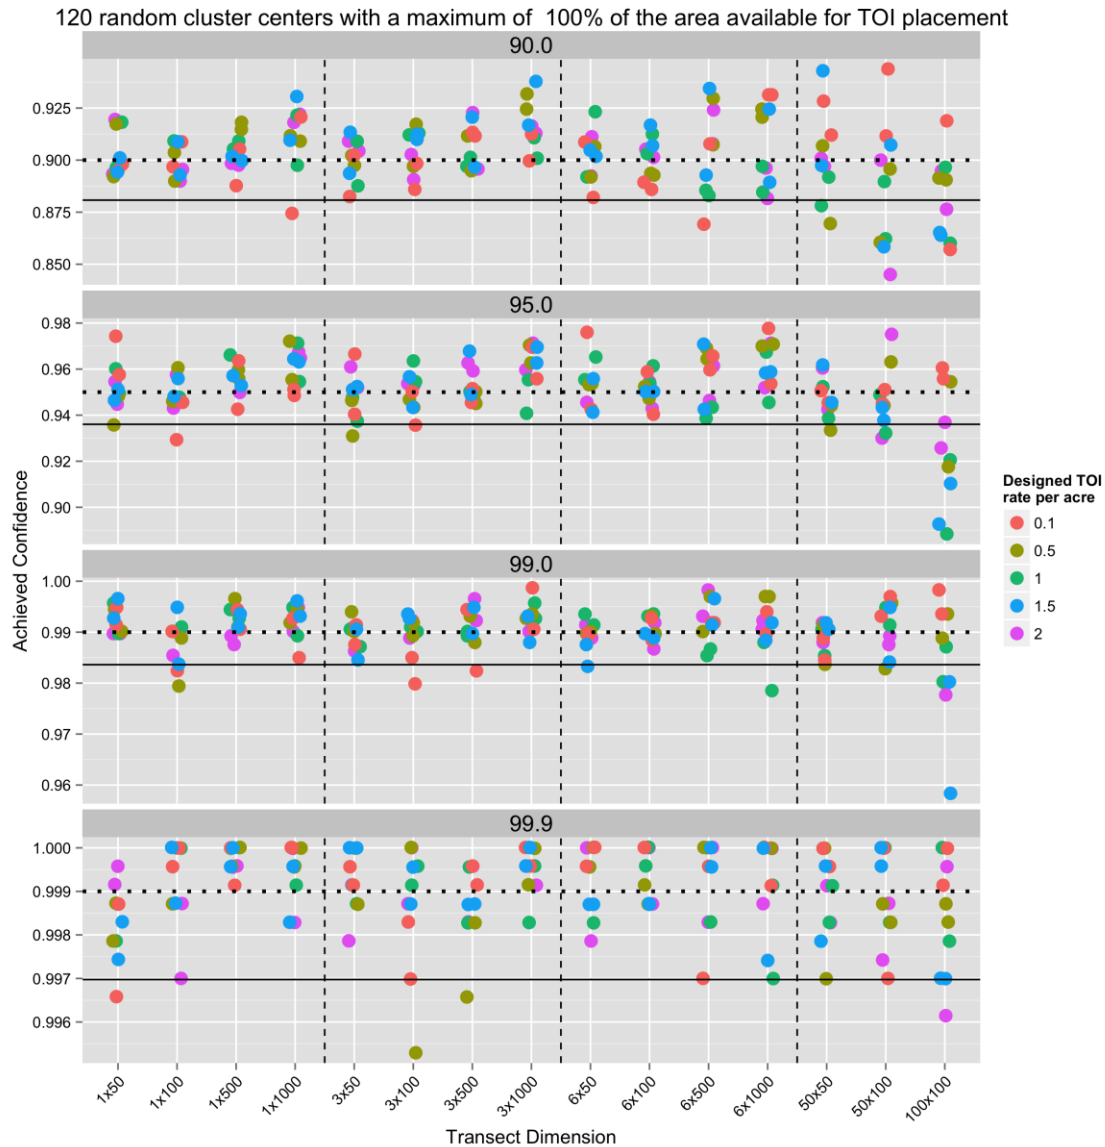 120 random cluster centers with a maximum of 100% of the area available for TOI placement
90.0
0.925
0.900
0.875
0.850
95.0
0.98
0.96
0.94
0.92
0.90
99.0
1.00
0.99
0.98
0.97
0.96
99.9
1.000
0.999
0.998
0.997
0.996
Achieved Confidence
1x50
1x100
1x500
1x1000
3x50
3x100
3x500
3x1000
6x50
6x100
6x500
6x1000
50x50
50x100
100x100
Transect Dimension
Designed TOI
rate per acre
0.1
0.5
1
1.5
2